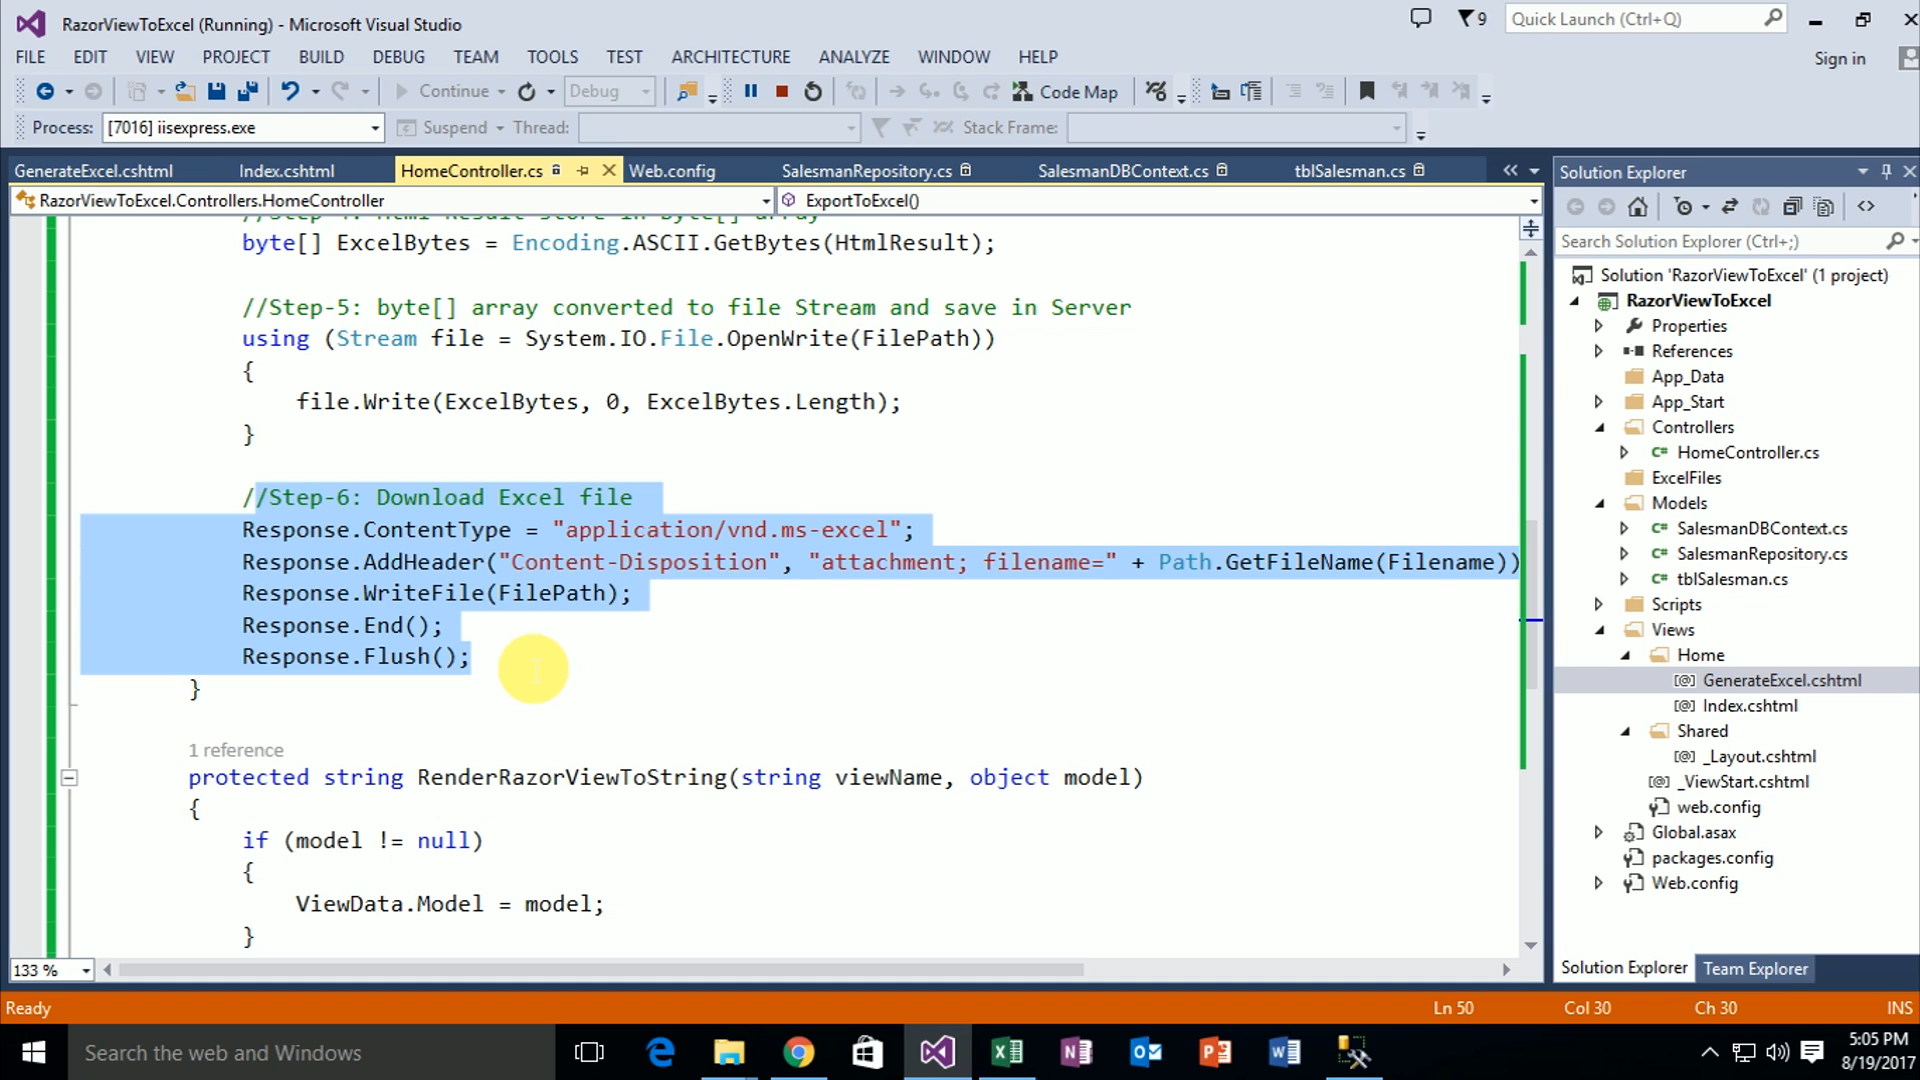 RazorViewToExcel (Running) - Microsoft Visual Studio
9
Quick Launch (Ctrl+Q)
FILE EDIT VIEW PROJECT BUILD DEBUG TEAM TOOLS TEST ARCHITECTURE ANALYZE WINDOW HELP
Sign in
Continue Debug Code Map
Process: [7016] iisexpress.exe Suspend Thread: Stack Frame:
GenerateExcel.cshtml Index.cshtml HomeController.cs Web.config SalesmanRepository.cs SalesmanDBContext.cs tblSalesman.cs
RazorViewToExcel.Controllers.HomeController ExportToExcel()
//Step-4: Html Result store in byte[] array
byte[] ExcelBytes = Encoding.ASCII.GetBytes(HtmlResult);
//Step-5: byte[] array converted to file Stream and save in Server
using (Stream file = System.IO.File.OpenWrite(FilePath))
{
file.Write(ExcelBytes, 0, ExcelBytes.Length);
}
//Step-6: Download Excel file
Response.ContentType = "application/vnd.ms-excel";
Response.AddHeader("Content-Disposition", "attachment; filename=" + Path.GetFileName(Filename))
Response.WriteFile(FilePath);
Response.End();
Response.Flush();
}
1 reference
protected string RenderRazorViewToString(string viewName, object model)
{
if (model != null)
{
ViewData.Model = model;
}
133 %
Solution Explorer
Search Solution Explorer (Ctrl+;)
Solution 'RazorViewToExcel' (1 project)
RazorViewToExcel
Properties
References
App_Data
App_Start
Controllers
C# HomeController.cs
ExcelFiles
Models
C# SalesmanDBContext.cs
C# SalesmanRepository.cs
C# tblSalesman.cs
Scripts
Views
Home
[@] GenerateExcel.cshtml
[@] Index.cshtml
Shared
[@] _Layout.cshtml
[@] _ViewStart.cshtml
web.config
Global.asax
packages.config
Web.config
Solution Explorer Team Explorer
Ready Ln 50 Col 30 Ch 30 INS
Search the web and Windows
5:05 PM
8/19/2017